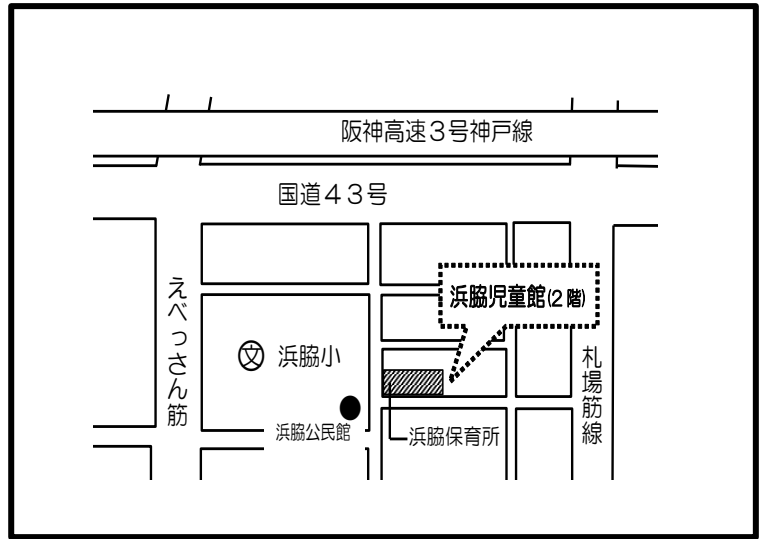 阪神高速3号神戸線
国道43号
浜脇児童館(2階)
えべっさん筋
文 浜脇小
札場筋線
浜脇公民館
浜脇保育所